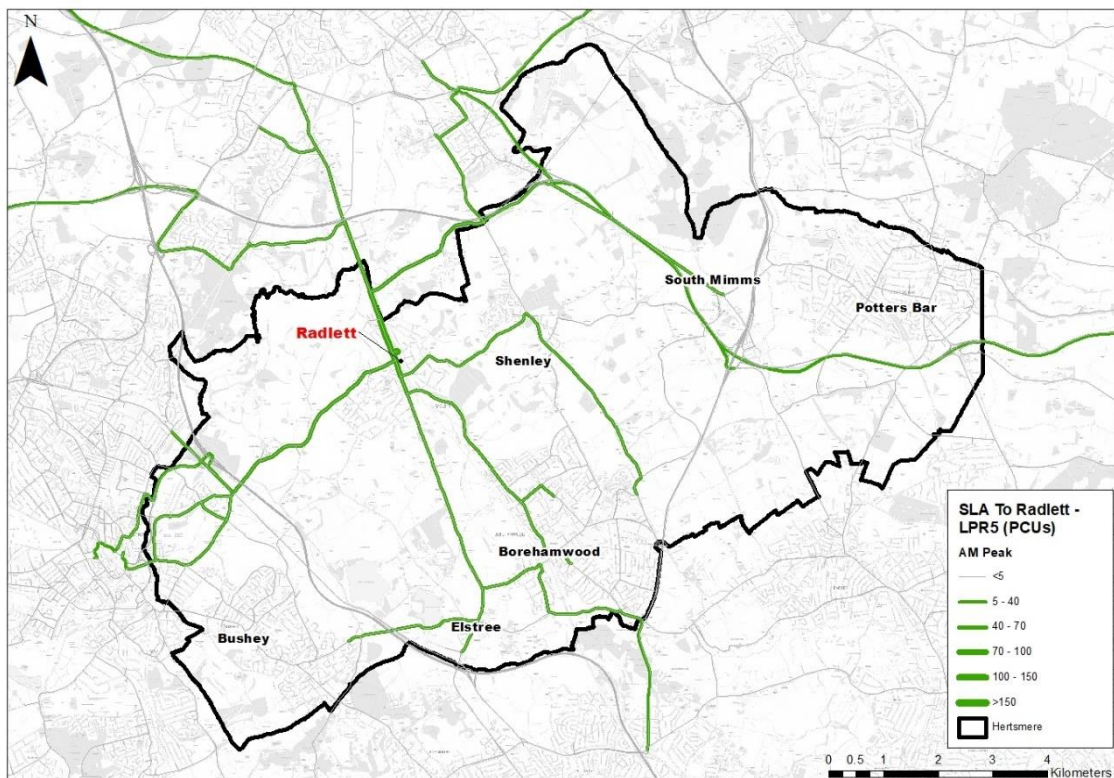 N
South Mimms
Potters Bar
Radlett
Shenley
Borehamwood
Elstree
Bushey
SLA To Radlett -
LPR5 (PCUs)
AM Peak
<5
5 - 40
40 - 70
70 - 100
100 - 150
>150
Hertsmere
0 0.5 1 2 3 4
Kilometers